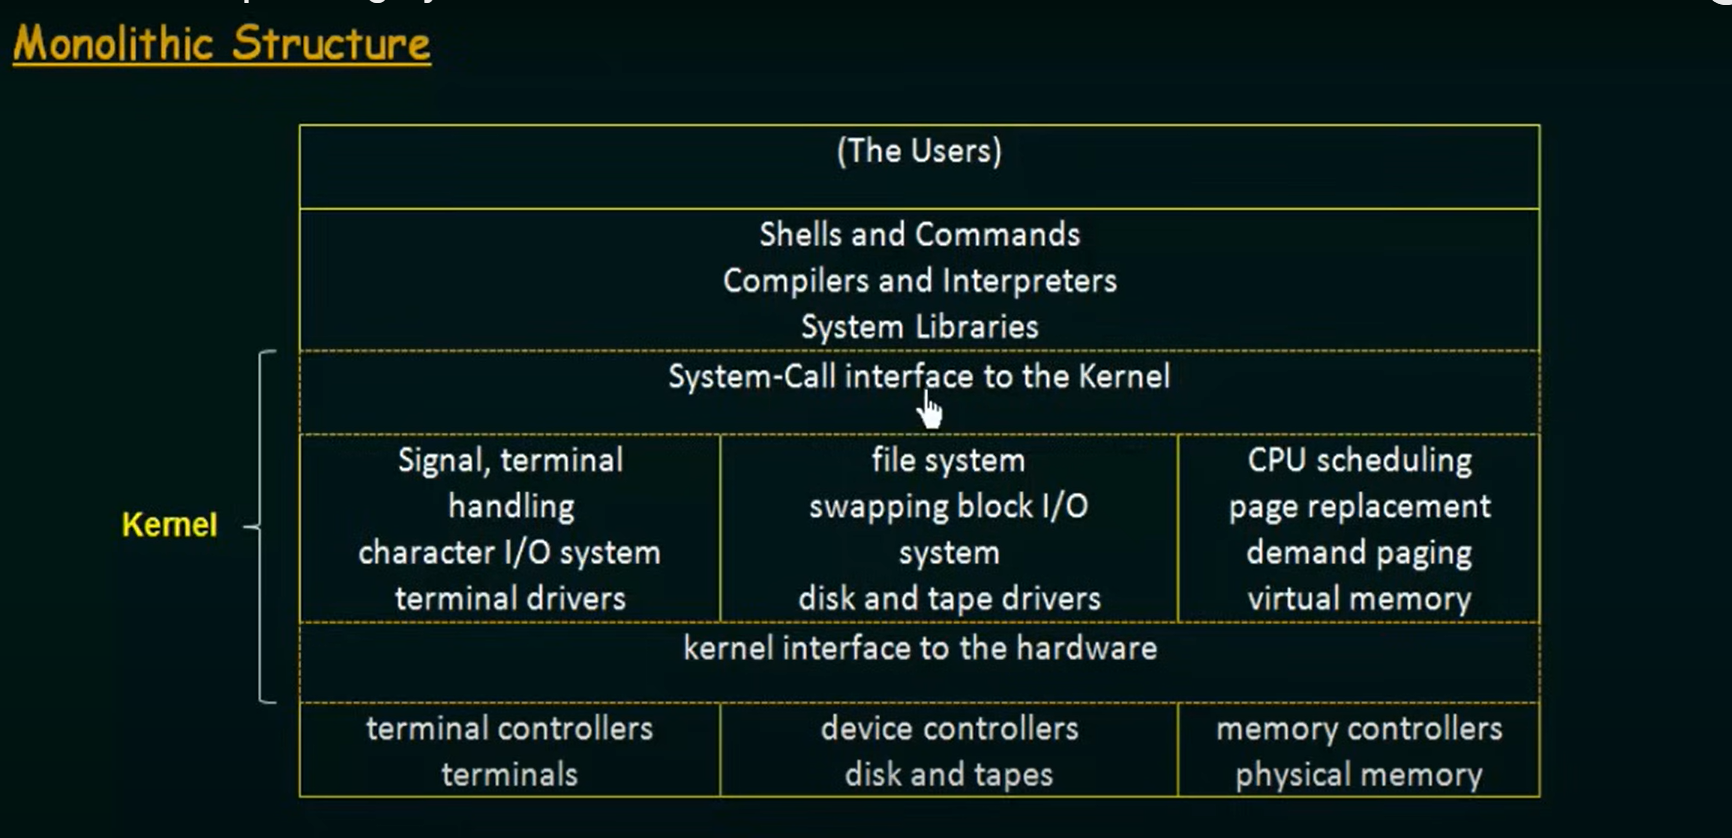 Monolithic Structure
(The Users)
Shells and Commands
Compilers and Interpreters
System Libraries
System-Call interface to the Kernel
Kernel
Signal, terminal
handling
character I/O system
terminal drivers
file system
swapping block I/O
system
disk and tape drivers
CPU scheduling
page replacement
demand paging
virtual memory
kernel interface to the hardware
terminal controllers
terminals
device controllers
disk and tapes
memory controllers
physical memory